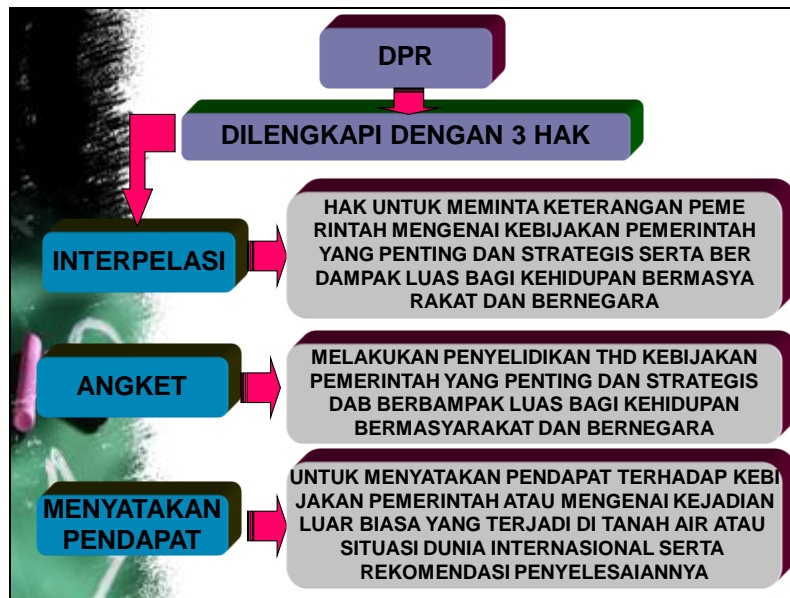 DPR
DILENGKAPI DENGAN 3 HAK
INTERPELASI
HAK UNTUK MEMINTA KETERANGAN PEME
RINTAH MENGENAI KEBIJAKAN PEMERINTAH
YANG PENTING DAN STRATEGIS SERTA BER
DAMPAK LUAS BAGI KEHIDUPAN BERMASYA
RAKAT DAN BERNEGARA
ANGKET
MELAKUKAN PENYELIDIKAN THD KEBIJAKAN
PEMERINTAH YANG PENTING DAN STRATEGIS
DAB BERBAMPAK LUAS BAGI KEHIDUPAN
BERMASYARAKAT DAN BERNEGARA
MENYATAKAN
PENDAPAT
UNTUK MENYATAKAN PENDAPAT TERHADAP KEBI
JAKAN PEMERINTAH ATAU MENGENAI KEJADIAN
LUAR BIASA YANG TERJADI DI TANAH AIR ATAU
SITUASI DUNIA INTERNASIONAL SERTA
REKOMENDASI PENYELESAIANNYA